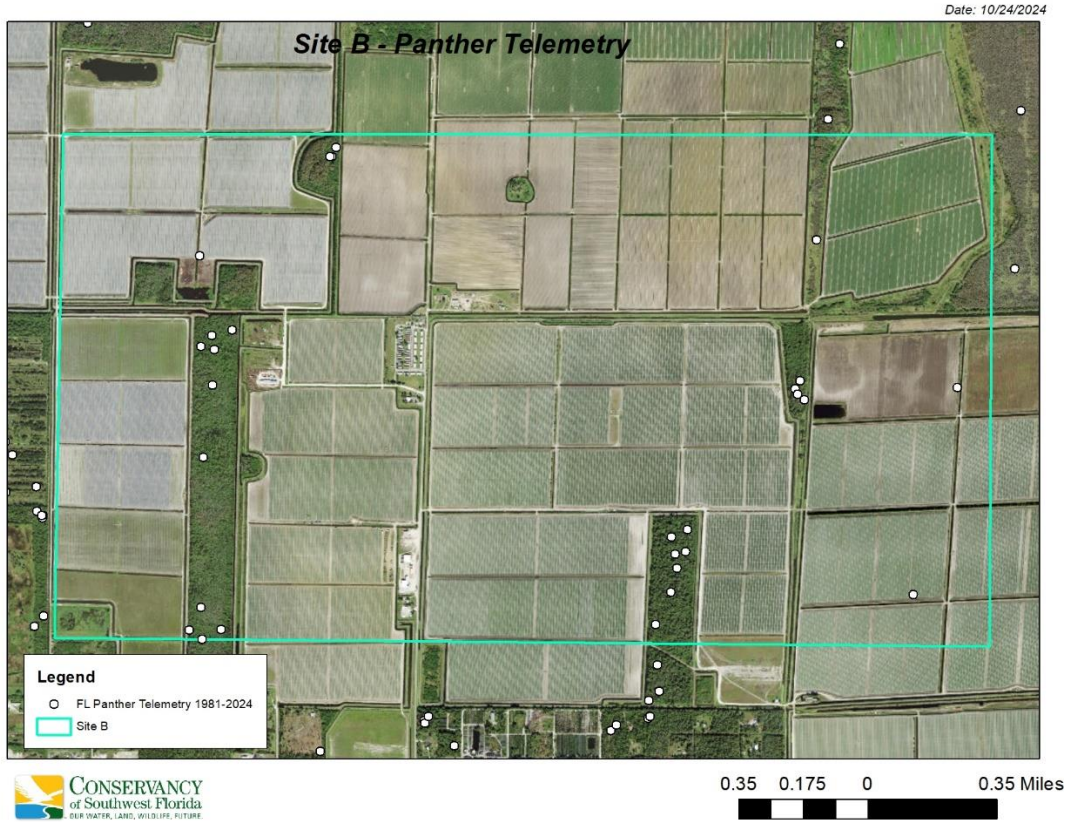 Date: 10/24/2024
Site B - Panther Telemetry
Legend
FL Panther Telemetry 1981-2024
Site B
CONSERVANCY
of Southwest Florida
OUR WATER, LAND, WILDLIFE, FUTURE.
0.35 0.175 0 0.35 Miles